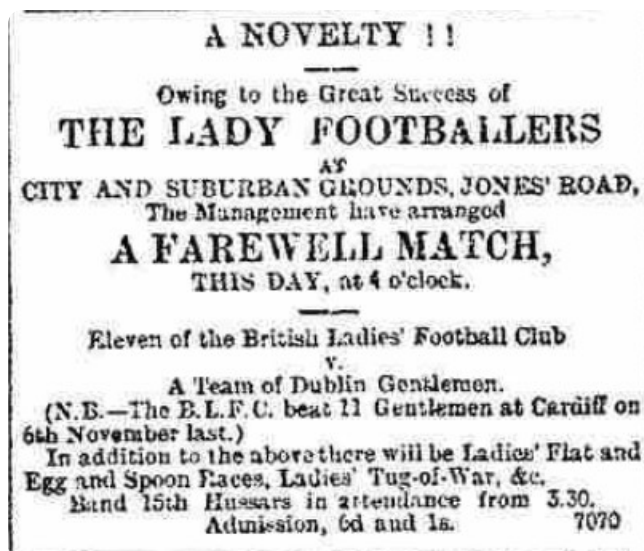 A NOVELTY !!
Owing to the Great Success of
THE LADY FOOTBALLERS
AT
CITY AND SUBURBAN GROUNDS, JONES' ROAD,
The Management have arranged
A FAREWELL MATCH,
THIS DAY, at 4 o'clock.
Eleven of the British Ladies' Football Club
v.
A Team of Dublin Gentlemen.
(N.B.—The B.L.F.C. beat 11 Gentlemen at Cardiff on
6th November last.)
In addition to the above there will be Ladies' Flat and
Egg and Spoon Races, Ladies' Tug-of-War, &c.
Band 15th Hussars in attendance from 3.30.
Admission, 6d and 1s. 7070